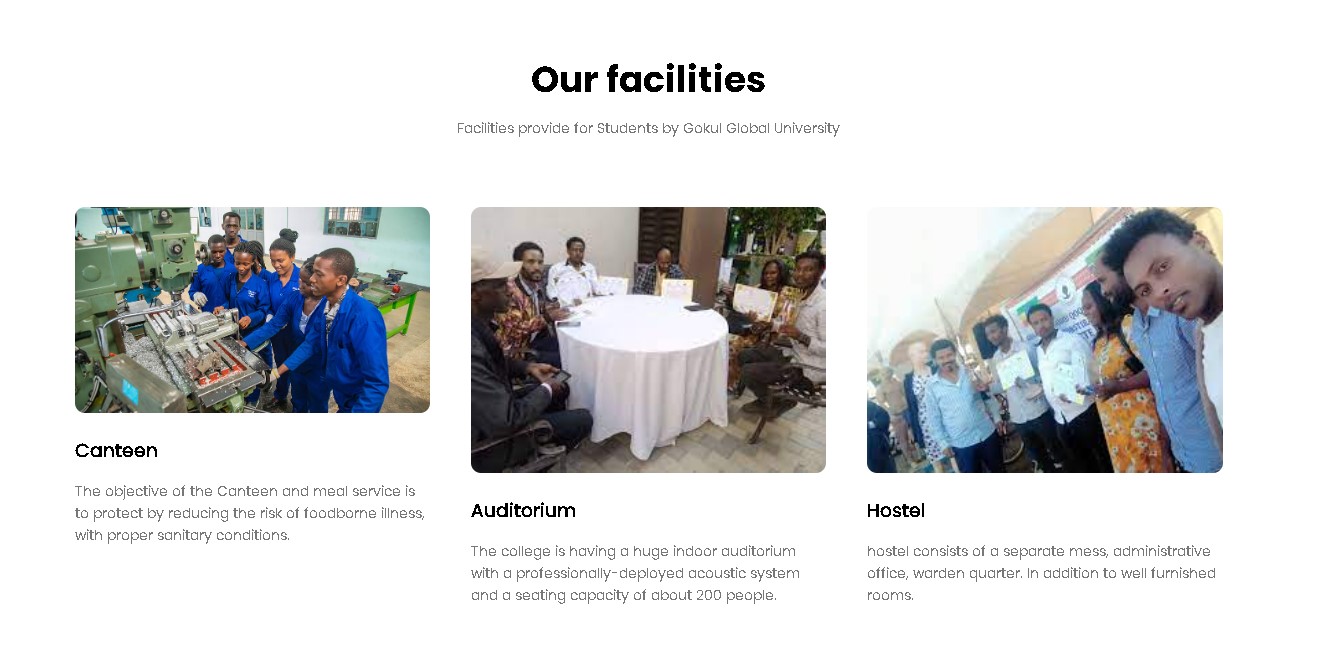 Our facilities
Facilities provide for Students by Gokul Global University
Canteen
The objective of the Canteen and meal service is
to protect by reducing the risk of foodborne illness,
with proper sanitary conditions.
Auditorium
The college is having a huge indoor auditorium
with a professionally-deployed acoustic system
and a seating capacity of about 200 people.
Hostel
hostel consists of a separate mess, administrative
office, warden quarter. In addition to well furnished
rooms.